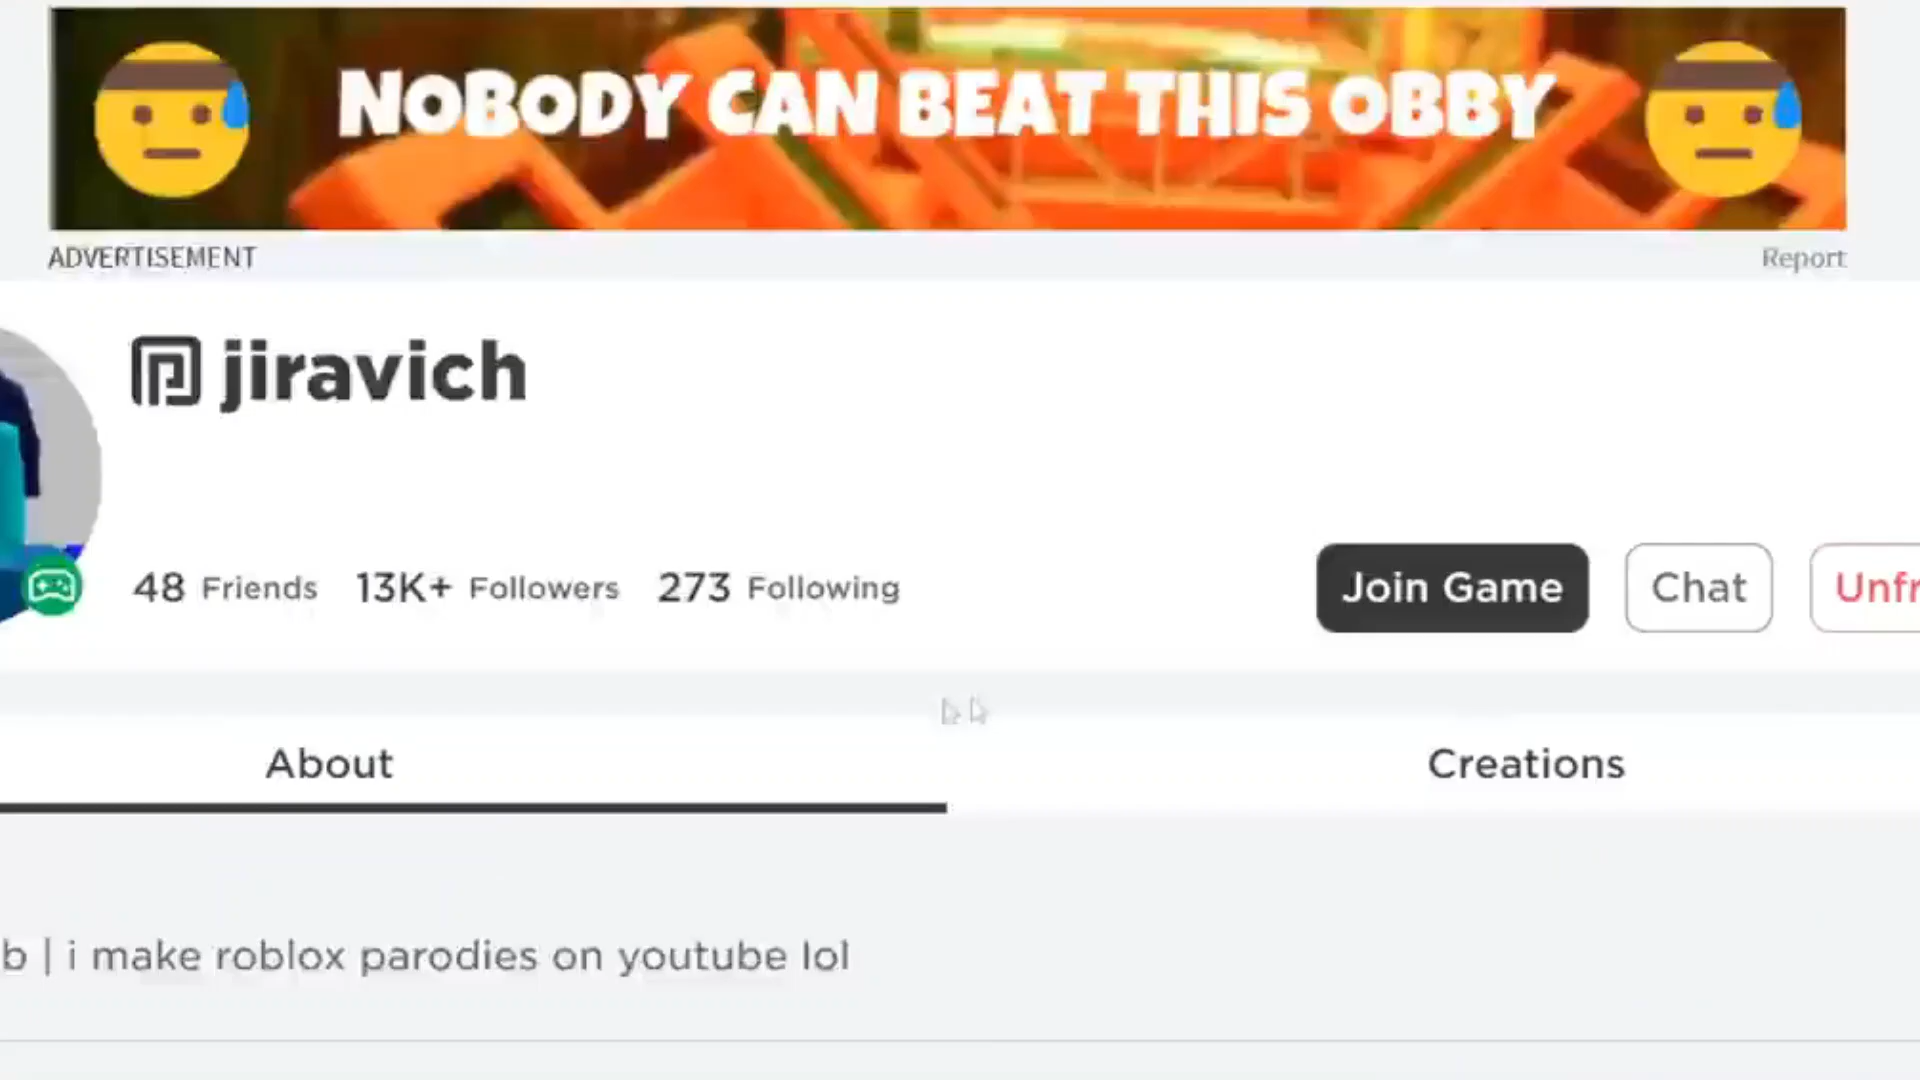 NOBODY CAN BEAT THIS OBBY
ADVERTISEMENT
Report
jiravich
48 Friends 13K+ Followers 273 Following
Join Game
Chat
Unfr
About
Creations
b | i make roblox parodies on youtube lol